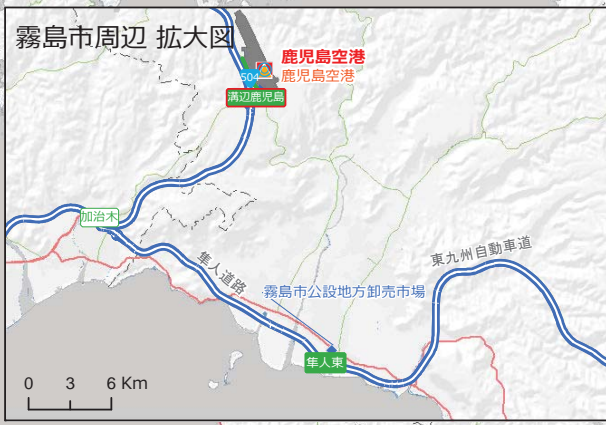 霧島市周辺 拡大図
鹿児島空港
鹿児島空港
504
溝辺鹿児島
加治木
隼人道路
東九州自動車道
霧島市公設地方卸売市場
隼人東
0 3 6 Km